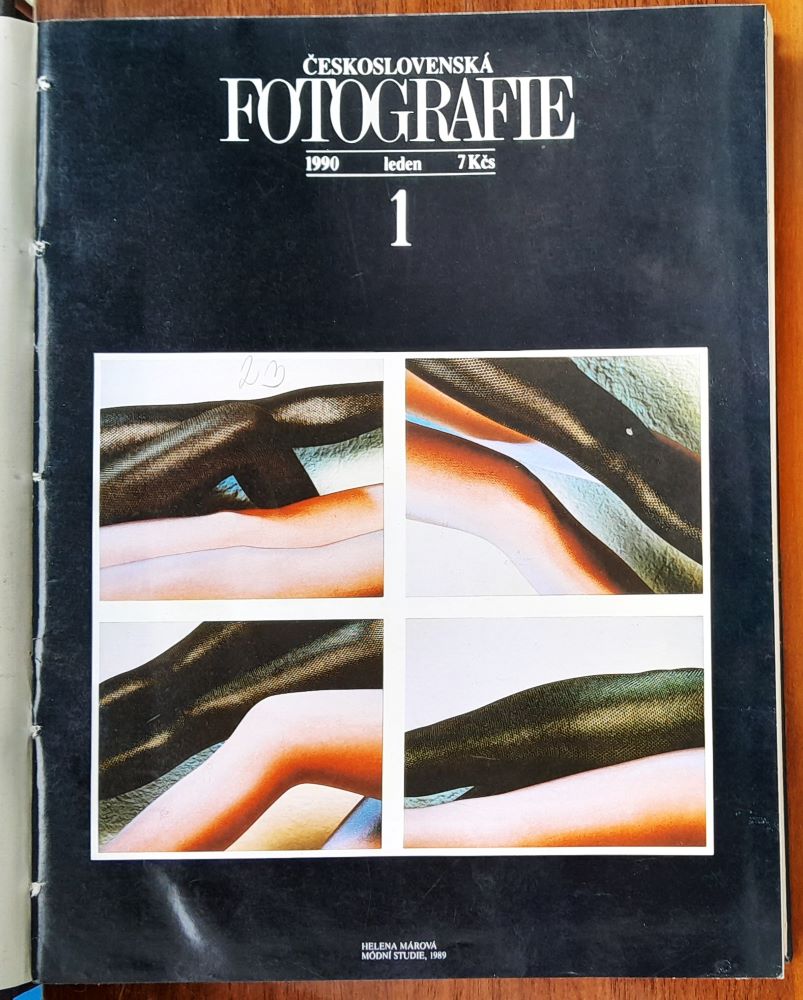 ČESKOSLOVENSKÁ
FOTOGRAFIE
1990 leden 7 Kčs
1
HELENA MÁROVÁ
MÓDNÍ STUDIE, 1989